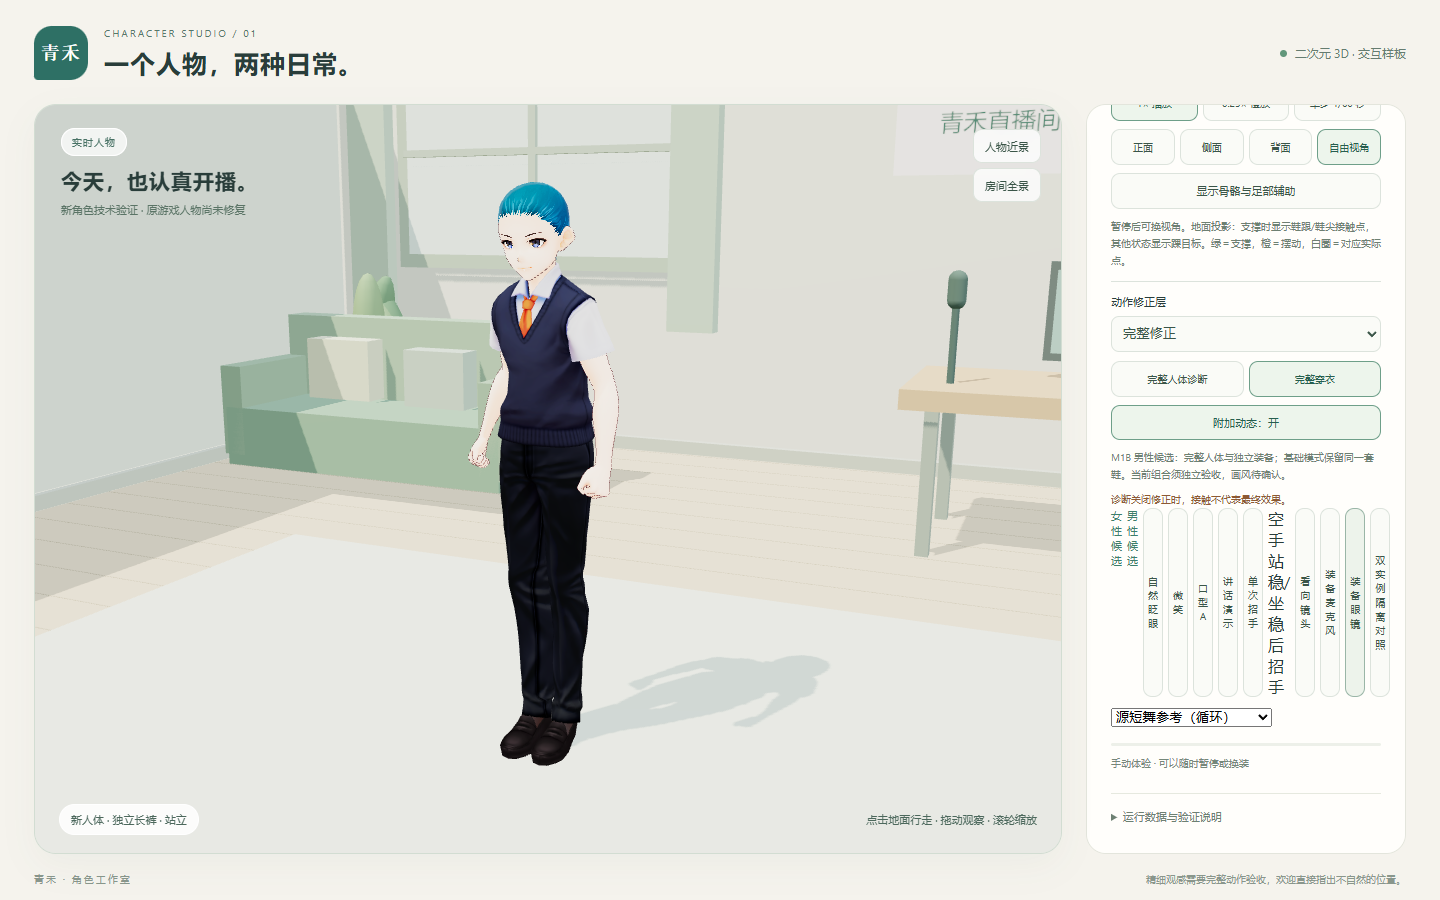 青禾
CHARACTER STUDIO / 01
一个人物，两种日常。
二次元 3D · 交互样板
实时人物
今天，也认真开播。
新角色技术验证 · 原游戏人物尚未修复
青禾直播间
人物近景
房间全景
新人体 · 独立长裤 · 站立
点击地面行走 · 拖动观察 · 滚轮缩放
正面
侧面
背面
自由视角
显示骨骼与足部辅助
暂停后可换视角。地面投影：支撑时显示鞋跟/鞋尖接触点，
其他状态显示踝目标。绿＝支撑，橙＝摆动，白圈＝对应实际
点。
动作修正层
完整修正
完整人体诊断
完整穿衣
附加动态：开
M1B 男性候选：完整人体与独立装备；基础模式保留同一套
鞋。当前组合须独立验收，画风待确认。
诊断关闭修正时，接触不代表最终效果。
女性候选
男性候选
自然眨眼
微笑
口型 A
讲话演示
单次招手
空手站稳/坐稳后招手
看向镜头
装备麦克风
装备眼镜
双实例隔离对照
源短舞参考（循环）
手动体验 · 可以随时暂停或换装
运行数据与验证说明
青禾 · 角色工作室
精细观感需要完整动作验收，欢迎直接指出不自然的位置。